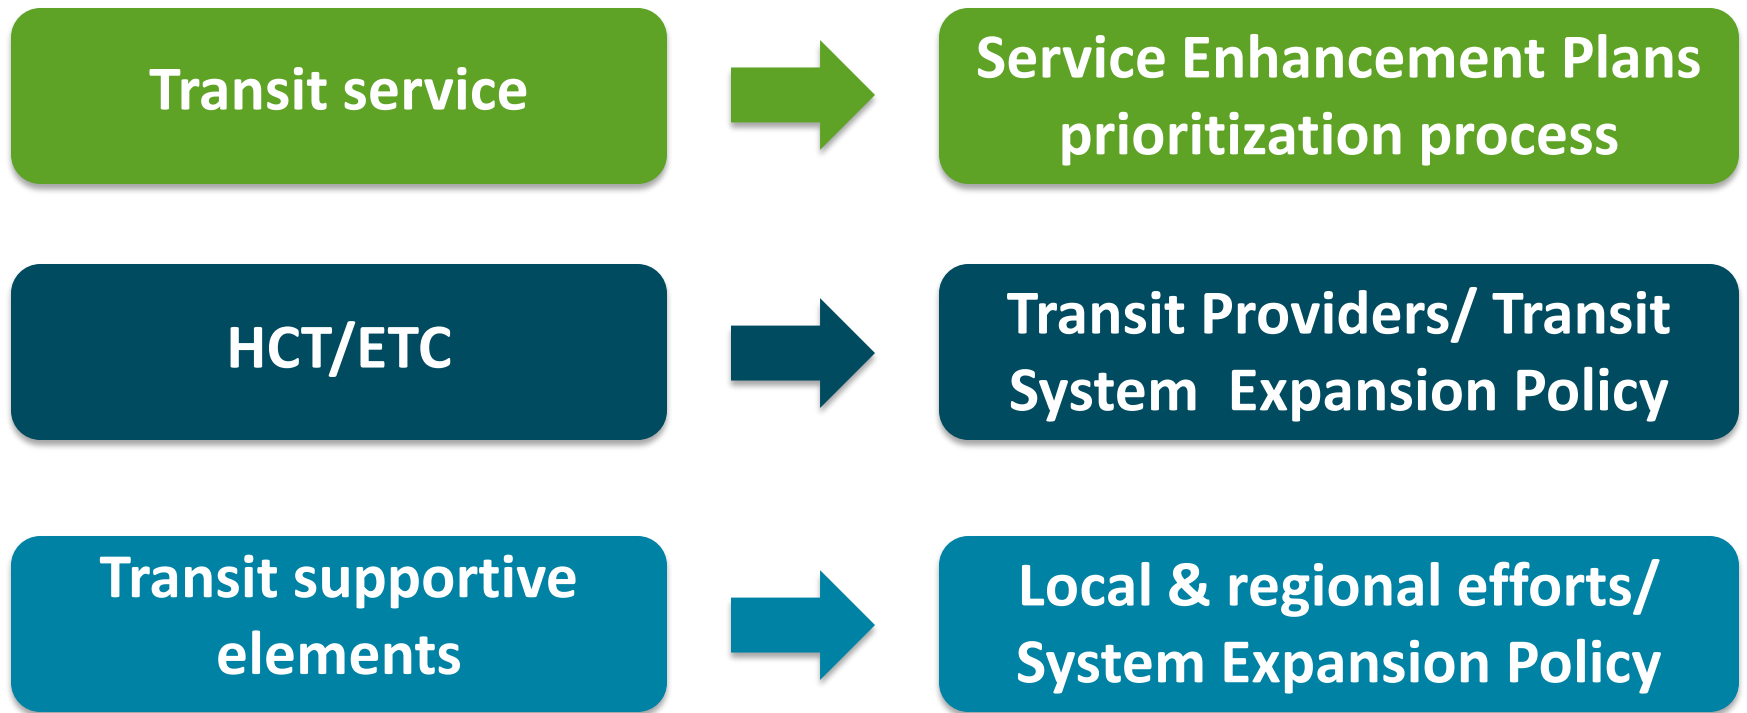 Transit service
Service Enhancement Plans
prioritization process
HCT/ETC
Transit Providers/ Transit
System  Expansion Policy
Transit supportive
elements
Local & regional efforts/
System Expansion Policy